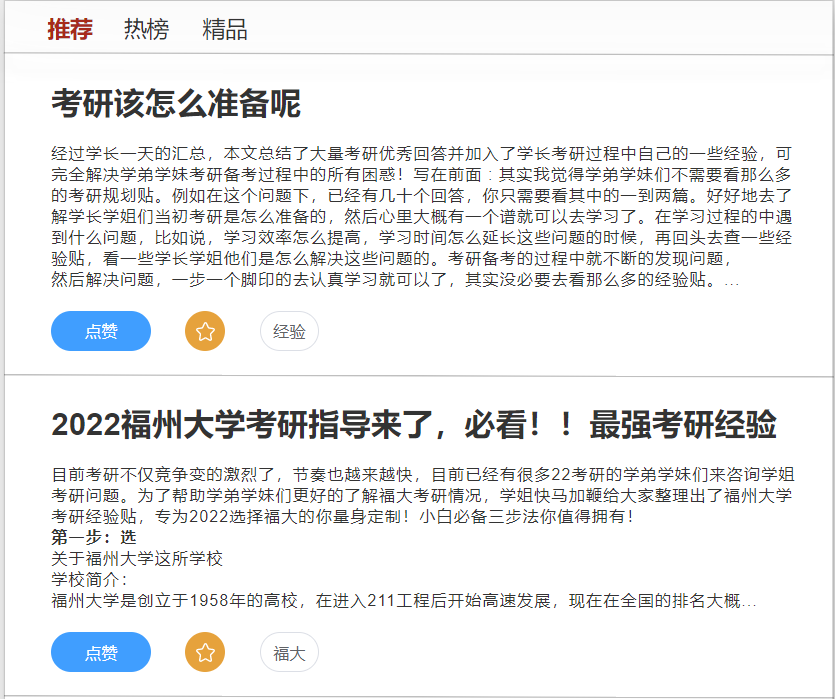 推荐 热榜 精品
考研该怎么准备呢
经过学长一天的汇总，本文总结了大量考研优秀回答并加入了学长考研过程中自己的一些经验，可
完全解决学弟学妹考研备考过程中的所有困惑！写在前面：其实我觉得学弟学妹们不需要看那么多
的考研规划贴。例如在这个问题下，已经有几十个回答，你只需要看其中的一到两篇。好好地去了
解学长学姐们当初考研是怎么准备的，然后心里大概有一个谱就可以去学习了。在学习过程的中遇
到什么问题，比如说，学习效率怎么提高，学习时间怎么延长这些问题的时候，再回头去查一些经
验贴，看一些学长学姐他们是怎么解决这些问题的。考研备考的过程中就不断的发现问题，
然后解决问题，一步一个脚印的去认真学习就可以了，其实没必要去看那么多的经验贴。...
点赞 经验
2022福州大学考研指导来了，必看！！最强考研经验
目前考研不仅竞争变的激烈了，节奏也越来越快，目前已经有很多22考研的学弟学妹们来咨询学姐
考研问题。为了帮助学弟学妹们更好的了解福大考研情况，学姐快马加鞭给大家整理出了福州大学
考研经验贴，专为2022选择福大的你量身定制！小白必备三步法你值得拥有！
第一步：选
关于福州大学这所学校
学校简介：
福州大学是创立于1958年的高校，在进入211工程后开始高速发展，现在在全国的排名大概...
点赞 福大